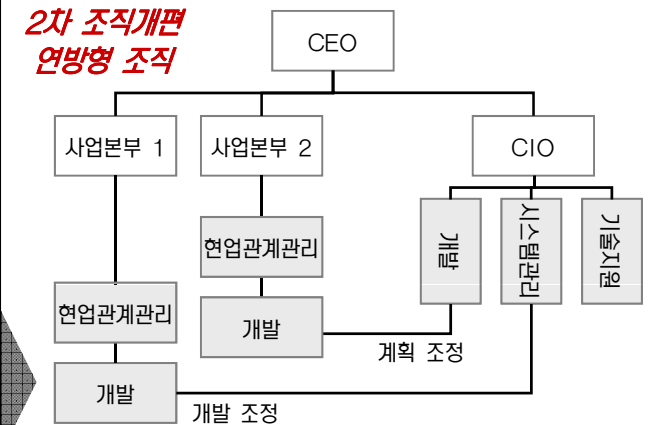 2차 조직개편
연방형 조직
CEO
사업본부 1
사업본부 2
CIO
현업관계관리
개발
시스템관리
기술지원
현업관계관리
개발
계획 조정
개발
개발 조정